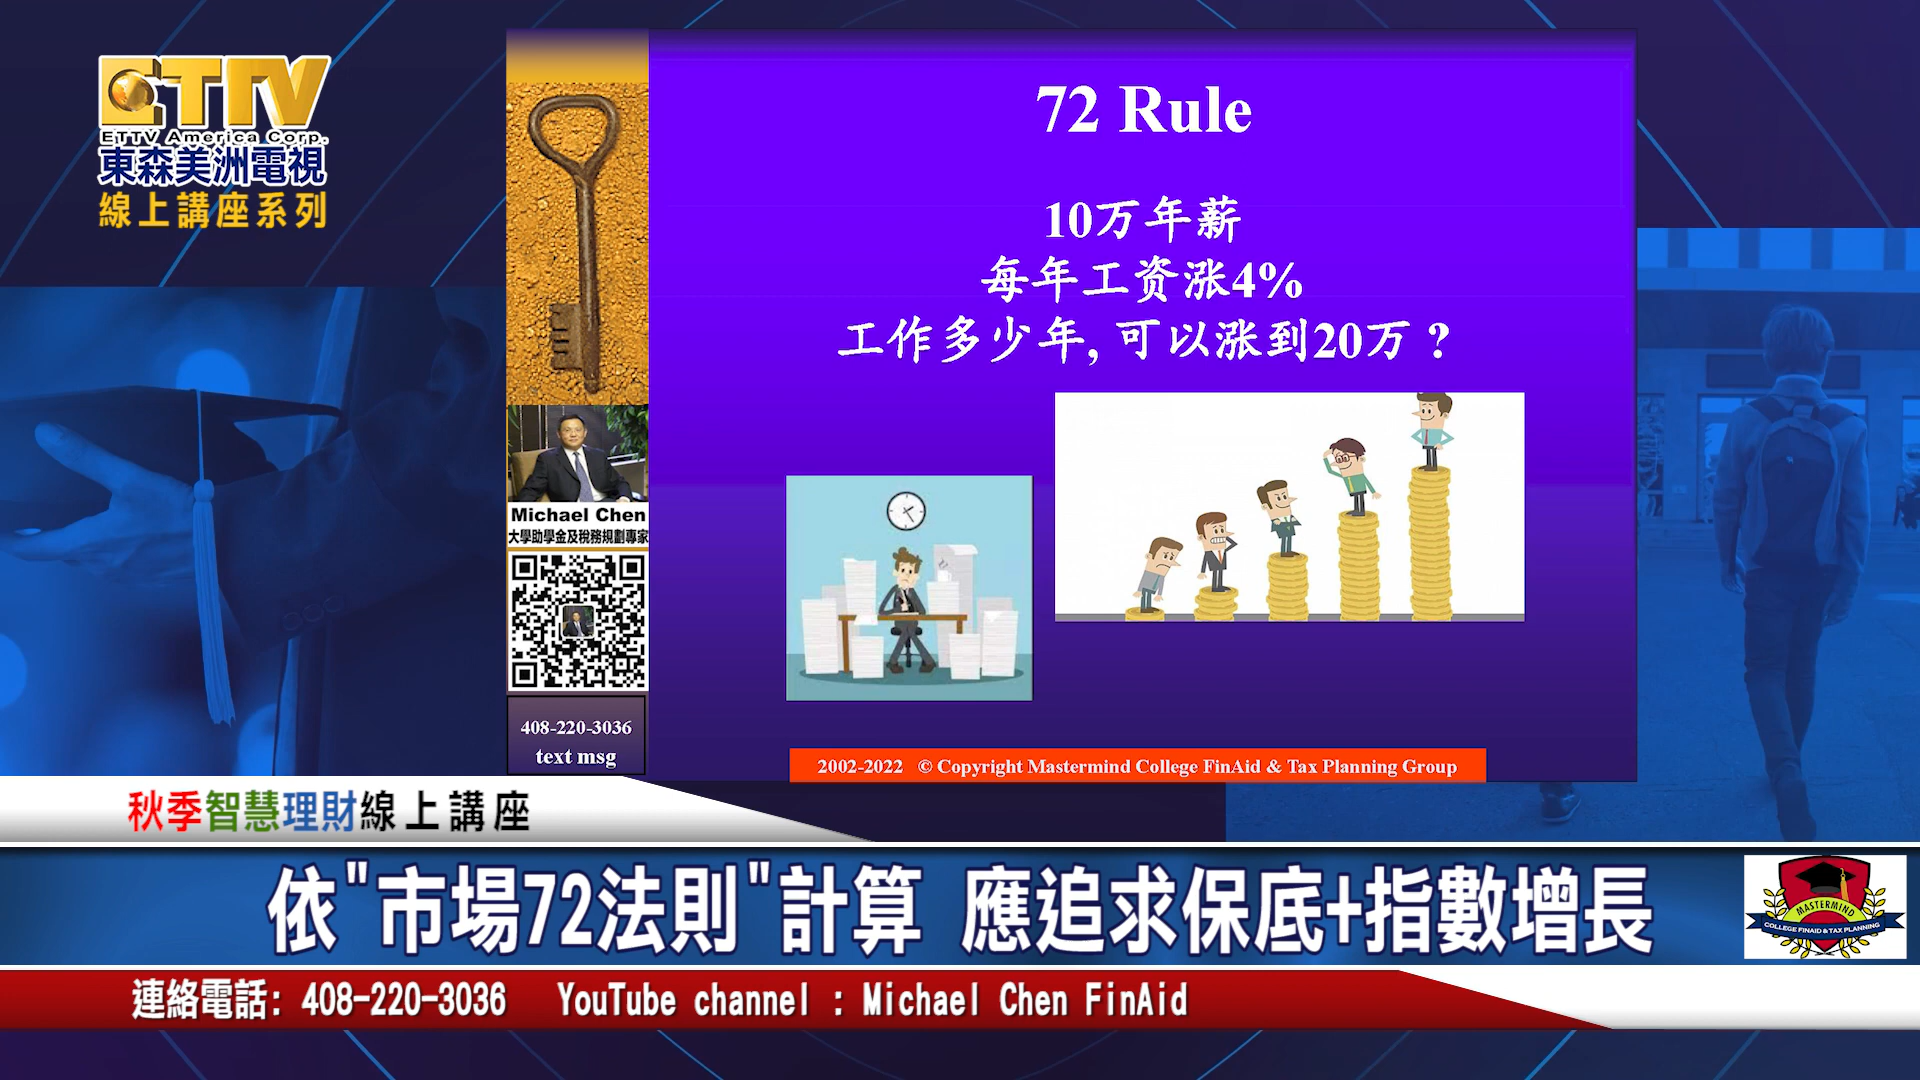 ETTV
ETTV America Corp.
東森美洲電視
線上講座系列
72 Rule
10万年薪
每年工资涨4%
工作多少年, 可以涨到20万 ?
Michael Chen
大學助學金及稅務規劃專家
408-220-3036
text msg
2002-2022 © Copyright Mastermind College FinAid & Tax Planning Group
秋季智慧理財線上講座
依"市場72法則"計算 應追求保底+指數增長
MASTERMIND
COLLEGE FINAID & TAX PLANNING
連絡電話: 408-220-3036 YouTube channel : Michael Chen FinAid